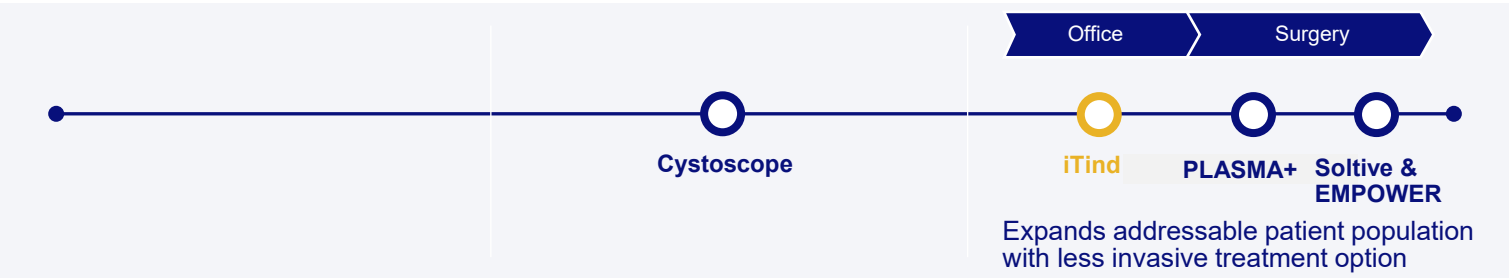 Office
Surgery
Cystoscope
iTind
PLASMA+
Soltive &
EMPOWER
Expands addressable patient population
with less invasive treatment option